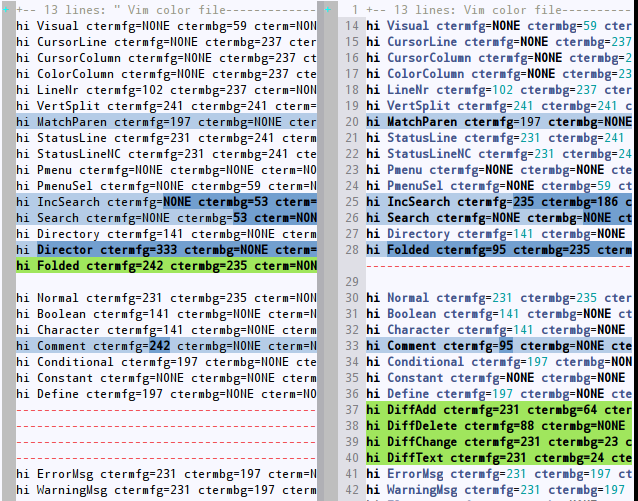 +-- 13 lines: " Vim color file-----------
hi Visual ctermfg=NONE ctermbg=59 term=N
hi CursorLine ctermfg=NONE ctermbg=237 c
hi CursorColumn ctermfg=NONE ctermbg=237 ct
hi ColorColumn ctermfg=NONE ctermbg=237 cte
hi LineNr ctermfg=102 ctermbg=237 cterm=
hi VertSplit ctermfg=241 ctermbg=241 cterm=
hi MatchParen ctermfg=197 ctermbg=NONE cter
hi StatusLine ctermfg=231 ctermbg=241 ct
hi StatusLineNC ctermfg=231 ctermbg=241 cte
hi Pmenu ctermfg=NONE ctermbg=NONE cterm=NO
hi PmenuSel ctermfg=NONE ctermbg=59 cterm=N
hi IncSearch ctermfg=NONE ctermbg=53 cterm=
hi Search ctermfg=NONE ctermbg=53 cterm=NON
hi Directory ctermfg=141 ctermbg=NONE cterm
hi Director ctermfg=333 ctermbg=NONE cterm=
hi Folded ctermfg=242 ctermbg=235 cterm=NON
hi Normal ctermfg=231 ctermbg=235 cterm=NON
hi Boolean ctermfg=141 ctermbg=NONE cterm=
hi Character ctermfg=141 ctermbg=NONE cterm
hi Comment ctermfg=242 ctermbg=NONE cterm=N
hi Conditional ctermfg=197 ctermbg=NONE cte
hi Constant ctermfg=NONE ctermbg=NONE cterm
hi Define ctermfg=197 ctermbg=NONE cterm=NO
hi ErrorMsg ctermfg=231 ctermbg=197 cterm=N
hi WarningMsg ctermfg=231 ctermbg=197 cterm
1 +-- 13 lines: Vim color file-----------
14 hi Visual ctermfg=NONE ctermbg=59 cter
15 hi CursorLine ctermfg=NONE ctermbg=237
16 hi CursorColumn ctermfg=NONE ctermbg=2
17 hi ColorColumn ctermfg=NONE ctermbg=23
18 hi LineNr ctermfg=102 ctermbg=237 cter
19 hi VertSplit ctermfg=241 ctermbg=241 c
20 hi MatchParen ctermfg=197 ctermbg=NONE
21 hi StatusLine ctermfg=231 ctermbg=241
22 hi StatusLineNC ctermfg=231 ctermbg=24
23 hi Pmenu ctermfg=NONE ctermbg=NONE cte
24 hi PmenuSel ctermfg=NONE ctermbg=59 ct
25 hi IncSearch ctermfg=235 ctermbg=186 c
26 hi Search ctermfg=NONE ctermbg=NONE ct
27 hi Directory ctermfg=141 ctermbg=NONE
28 hi Folded ctermfg=95 ctermbg=235 cterm
29
30 hi Normal ctermfg=231 ctermbg=235 cter
31 hi Boolean ctermfg=141 ctermbg=NONE ct
32 hi Character ctermfg=141 ctermbg=NONE
33 hi Comment ctermfg=95 ctermbg=NONE cte
34 hi Conditional ctermfg=197 ctermbg=NON
35 hi Constant ctermfg=NONE ctermbg=NONE
36 hi Define ctermfg=197 ctermbg=NONE cte
37 hi DiffAdd ctermfg=231 ctermbg=64 cter
38 hi DiffDelete ctermfg=88 ctermbg=NONE
39 hi DiffChange ctermfg=231 ctermbg=23 c
40 hi DiffText ctermfg=231 ctermbg=24 cte
41 hi ErrorMsg ctermfg=231 ctermbg=197 ct
42 hi WarningMsg ctermfg=231 ctermbg=197